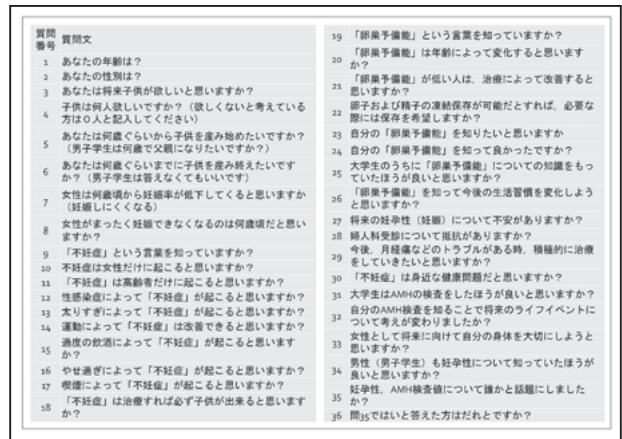 質問
番号 質問文
1 あなたの年齢は？
2 あなたの性別は？
3 あなたは将来子供が欲しいと思いますか？
4 子供は何人欲しいですか？（欲しくないと考えている
方は０人と記入してください）
5 あなたは何歳ぐらいから子供を産み始めたいですか？
（男子学生は何歳で父親になりたいですか？）
6 あなたは何歳ぐらいまでに子供を産み終えたいです
か？（男子学生は答えなくてもいいです）
7 女性は何歳頃から妊娠率が低下してくると思いますか
（妊娠しにくくなる）
8 女性がまったく妊娠できなくなるのは何歳頃だと思い
ますか？
9 「不妊症」という言葉を知っていますか？
10 不妊症は女性だけに起こると思いますか？
11 「不妊症」は高齢者だけに起こると思いますか？
12 性感染症によって「不妊症」が起こると思いますか？
13 太りすぎによって「不妊症」が起こると思いますか？
14 運動によって「不妊症」は改善できると思いますか？
15 過度の飲酒によって「不妊症」が起こると思います
か？
16 やせ過ぎによって「不妊症」が起こると思いますか？
17 喫煙によって「不妊症」が起こると思いますか？
18 「不妊症」は治療すれば必ず子供が出来ると思います
か？
19 「卵巣予備能」という言葉を知っていますか？
20 「卵巣予備能」は年齢によって変化すると思います
か？
21 「卵巣予備能」が低い人は、治療によって改善すると
思いますか？
22 卵子および精子の凍結保存が可能だとすれば、必要な
際には保存を希望しますか？
23 自分の「卵巣予備能」を知りたいと思いますか
24 自分の「卵巣予備能」を知って良かったですか？
25 大学生のうちに「卵巣予備能」についての知識をもっ
ていたほうが良いと思いますか？
26 「卵巣予備能」を知って今後の生活習慣を変化しよう
と思いますか？
27 将来の妊孕性（妊娠）について不安がありますか？
28 婦人科受診について抵抗がありますか？
29 今後、月経痛などのトラブルがある時、積極的に治療
をしていきたいと思いますか？
30 「不妊症」は身近な健康問題だと思いますか？
31 大学生はAMHの検査をしたほうが良いと思いますか？
32 自分のAMH検査を知ることで将来のライフイベントに
ついて考えが変わりましたか？
33 女性として将来に向けて自分の身体を大切にしようと
思いますか？
34 男性（男子学生）も妊孕性について知っていたほうが
良いと思いますか？
35 妊孕性、AMH検査値について誰かと話題にしました
か？
36 問35ではいと答えた方はだれとですか？